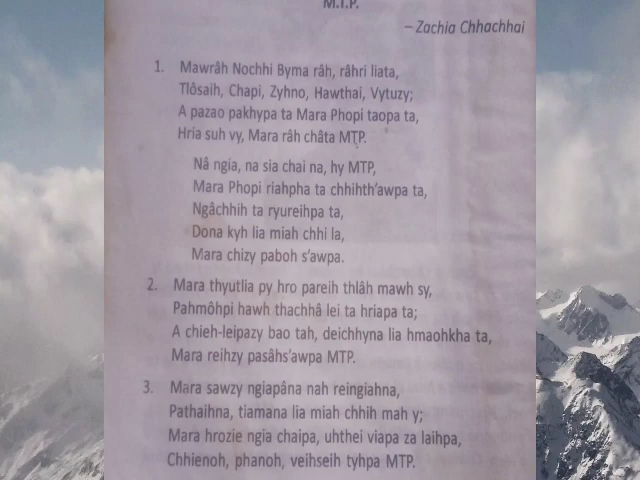 M.T.P.
– Zachia Chhachhai
1. Mawrâh Nochhi Byma râh, râhri liata,
Tlôsaih, Chapi, Zyhno, Hawthai, Vytuzy;
A pazao pakhypa ta Mara Phopi taopa ta,
Hria suh vy, Mara râh châta MTP.
Nâ ngia, na sia chai na, hy MTP,
Mara Phopi riahpha ta chhihth'awpa ta,
Ngâchhih ta ryureihpa ta,
Dona kyh lia miah chhi la,
Mara chizy paboh s'awpa.
2. Mara thyutlia py hro pareih thlâh mawh sy,
Pahmôhpi hawh thachhâ lei ta hriapa ta;
A chieh-leipazy bao tah, deichhyna lia hmaohkha ta,
Mara reihzy pasâhs'awpa MTP.
3. Mara sawzy ngiapâna nah reingiahna,
Pathaihna, tiamana lia miah chhih mah y;
Mara hrozie ngia chaipa, uhthei viapa za laihpa,
Chhienoh, phanoh, veihseih tyhpa MTP.